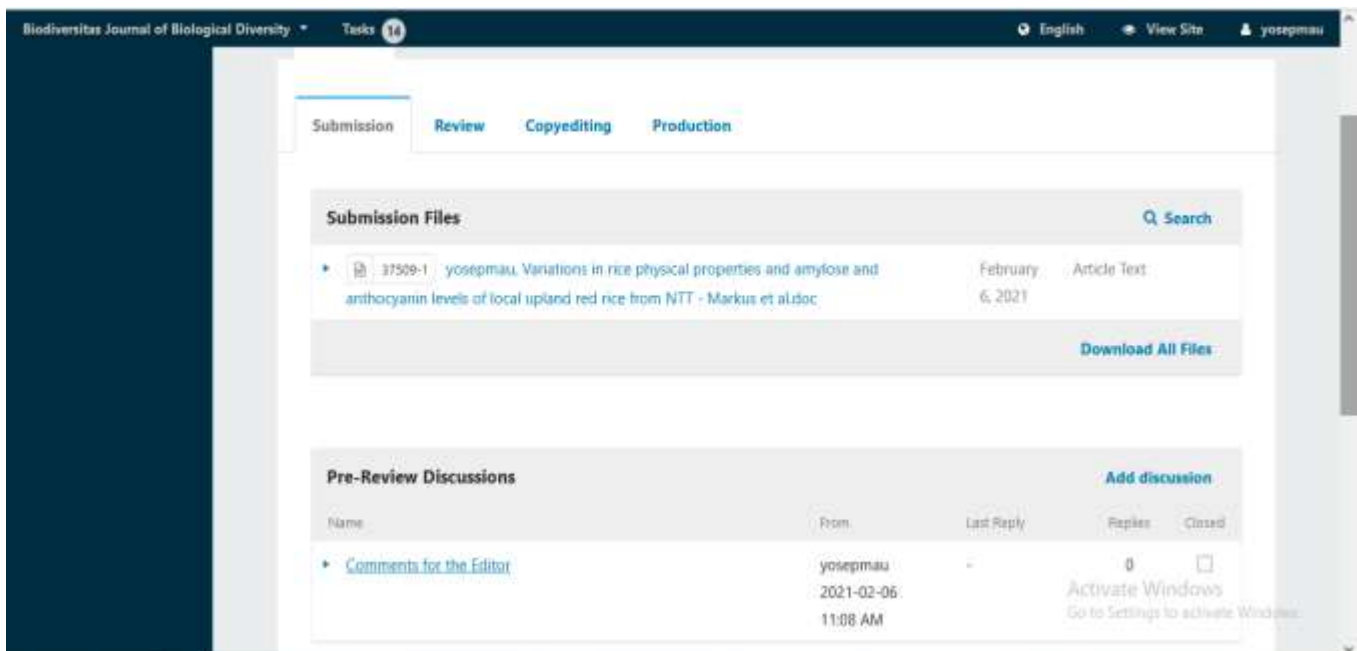 Biodiversitas Journal of Biological Diversity Tasks 14 English View Site yosepmau
Submission Review Copyediting Production
Submission Files Search
37509-1 yosepmau, Variations in rice physical properties and amylose and February Article Text
anthocyanin levels of local upland red rice from NTT - Markus et al.doc 6, 2021
Download All Files
Pre-Review Discussions Add discussion
Name From Last Reply Replies Closed
Comments for the Editor yosepmau - 0
2021-02-06
11:08 AM
Activate Windows
Go to Settings to activate Windows.